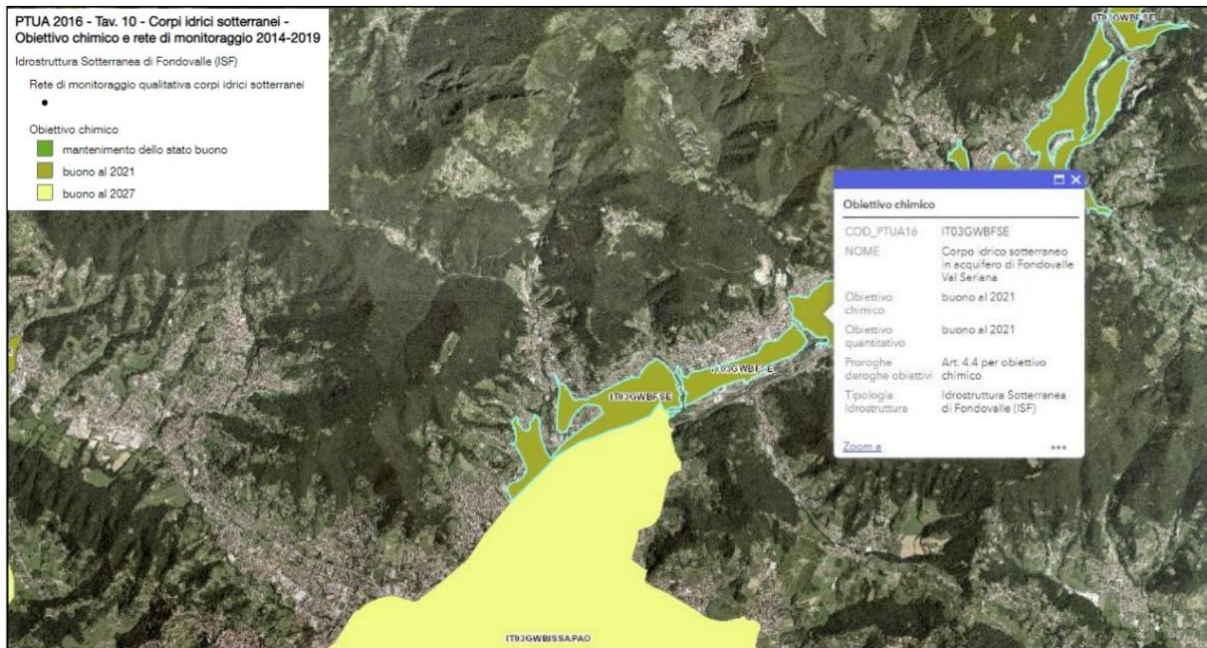 PTUA 2016 - Tav. 10 - Corpi idrici sotterranei -
Obiettivo chimico e rete di monitoraggio 2014-2019
Idrostruttura Sotterranea di Fondovalle (ISF)
Rete di monitoraggio qualitativa corpi idrici sotterranei
Obiettivo chimico
mantenimento dello stato buono
buono al 2021
buono al 2027
IT03GWBFSE
Obiettivo chimico
COD_PTUA16 IT03GWBFSE
NOME Corpo idrico sotterraneo
in acquifero di Fondovalle
Val Seriana
Obiettivo buono al 2021
chimico
Obiettivo buono al 2021
quantitativo
Proroghe Art. 4.4 per obiettivo
deroghe obiettivi chimico
Tipologia Idrostruttura Sotterranea
Idrostruttura di Fondovalle (ISF)
Zoom a
IT03GWBFSE
IT03GWBFSE
IT03GWBISSAPAO